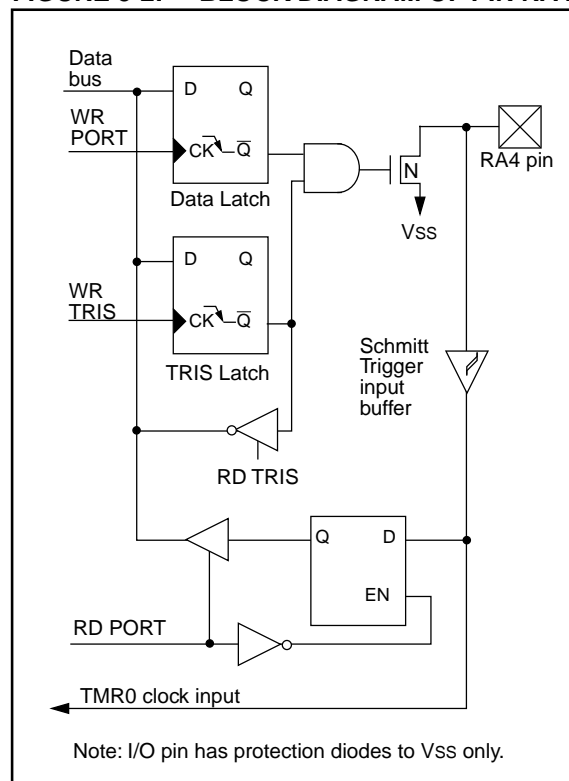 Data
bus
D Q
WR
PORT
CK Q
Data Latch
N
RA4 pin
VSS
D Q
WR
TRIS
CK Q
TRIS Latch
Schmitt
Trigger
input
buffer
RD TRIS
Q D
EN
RD PORT
TMR0 clock input
Note: I/O pin has protection diodes to VSS only.